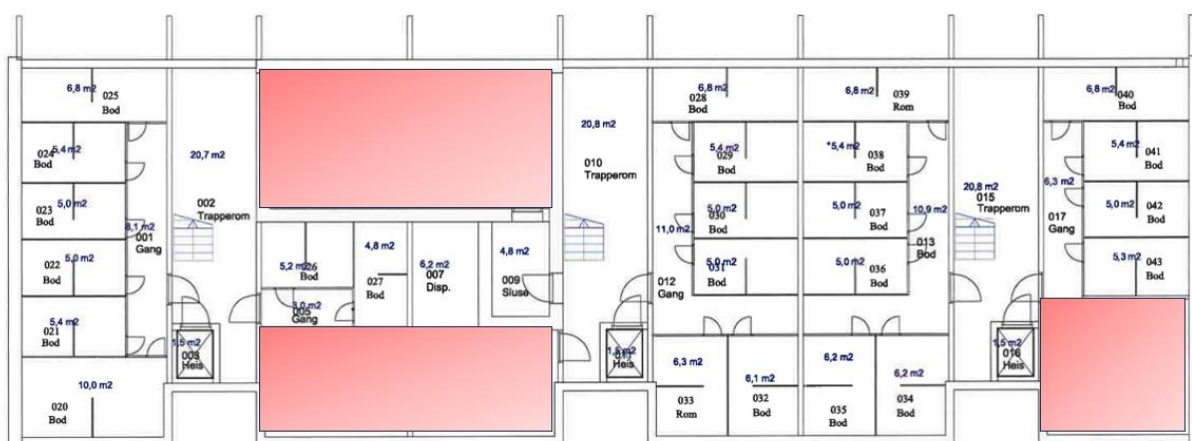 6,8 m2
025
Bod
5,4 m2
024
Bod
5,0 m2
023
Bod
8,1 m2
001
Gang
5,0 m2
022
Bod
5,4 m2
021
Bod
10,0 m2
020
Bod
20,7 m2
002
Trapperom
1,5 m2
003
Heis
5,2 m2
026
Bod
3,0 m2
005
Gang
4,8 m2
027
Bod
6,2 m2
007
Disp.
4,8 m2
009
Sluse
20,8 m2
010
Trapperom
1,5 m2
Heis
6,8 m2
028
Bod
5,4 m2
029
Bod
5,0 m2
030
Bod
11,0 m2
5,0 m2
031
Bod
012
Gang
6,3 m2
033
Rom
6,1 m2
032
Bod
6,8 m2
039
Rom
*5,4 m2
038
Bod
5,0 m2
037
Bod
10,9 m2
013
Bod
5,0 m2
036
Bod
6,2 m2
035
Bod
6,2 m2
034
Bod
20,8 m2
015
Trapperom
1,5 m2
016
Heis
6,8 m2
040
Bod
5,4 m2
041
Bod
6,3 m2
017
Gang
5,0 m2
042
Bod
5,3 m2
043
Bod